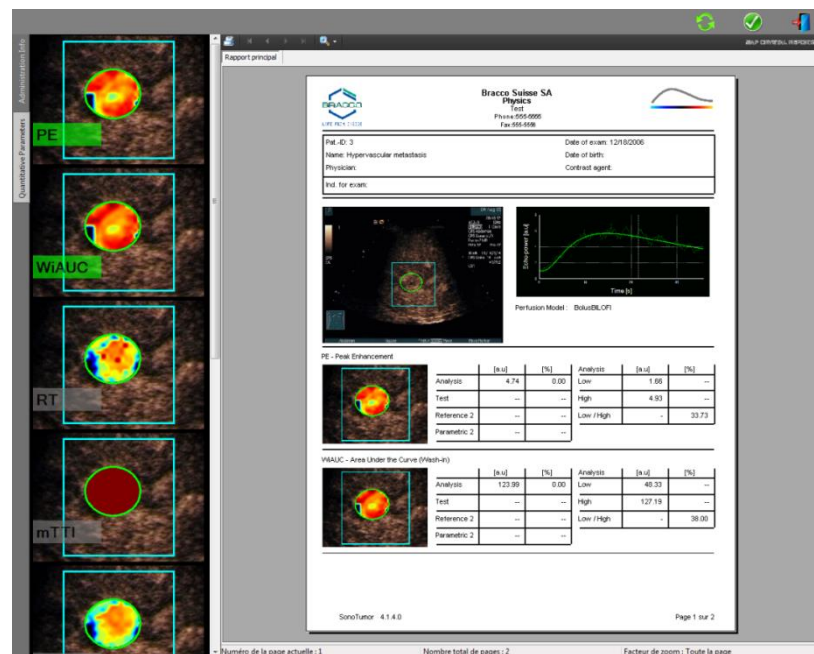 Administration Info
Quantitative Parameters
PE
WiAUC
RT
mTTI
Rapport principal
BRACCO
LIFE FROM INSIDE
Bracco Suisse SA
Physics
Test
Phone:555-6666
Fax:555-5556
Pat.-ID: 3
Date of exam: 12/18/2006
Name: Hypervascular metastasis
Date of birth:
Physician:
Contrast agent:
Ind. for exam:
Echo-power [a.u]
Time [s]
Perfusion Model : BolusBILOFI
PE - Peak Enhancement
[a.u] [%] Analysis [a.u] [%]
Analysis 4.74 0.00 Low 1.66 --
Test -- -- High 4.93 --
Reference 2 -- -- Low / High - 33.73
Parametric 2 -- --
WiAUC - Area Under the Curve (Wash-in)
[a.u] [%] Analysis [a.u] [%]
Analysis 123.99 0.00 Low 48.33 --
Test -- -- High 127.19 --
Reference 2 -- -- Low / High - 38.00
Parametric 2 -- --
SonoTumor 4.1.4.0
Page 1 sur 2
Numéro de la page actuelle : 1
Nombre total de pages : 2
Facteur de zoom : Toute la page